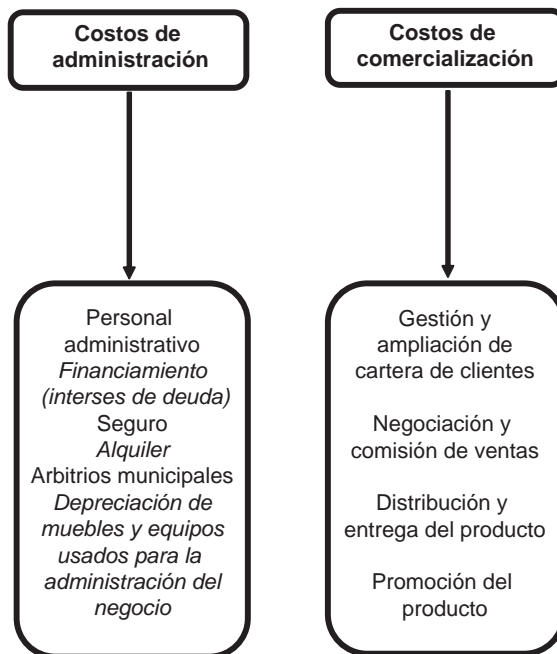 Costos de
administración
Costos de
comercialización
Personal
administrativo
Financiamiento
(interses de deuda)
Seguro
Alquiler
Arbitrios municipales
Depreciación de
muebles y equipos
usados para la
administración del
negocio
Gestión y
ampliación de
cartera de clientes
Negociación y
comisión de ventas
Distribución y
entrega del producto
Promoción del
producto